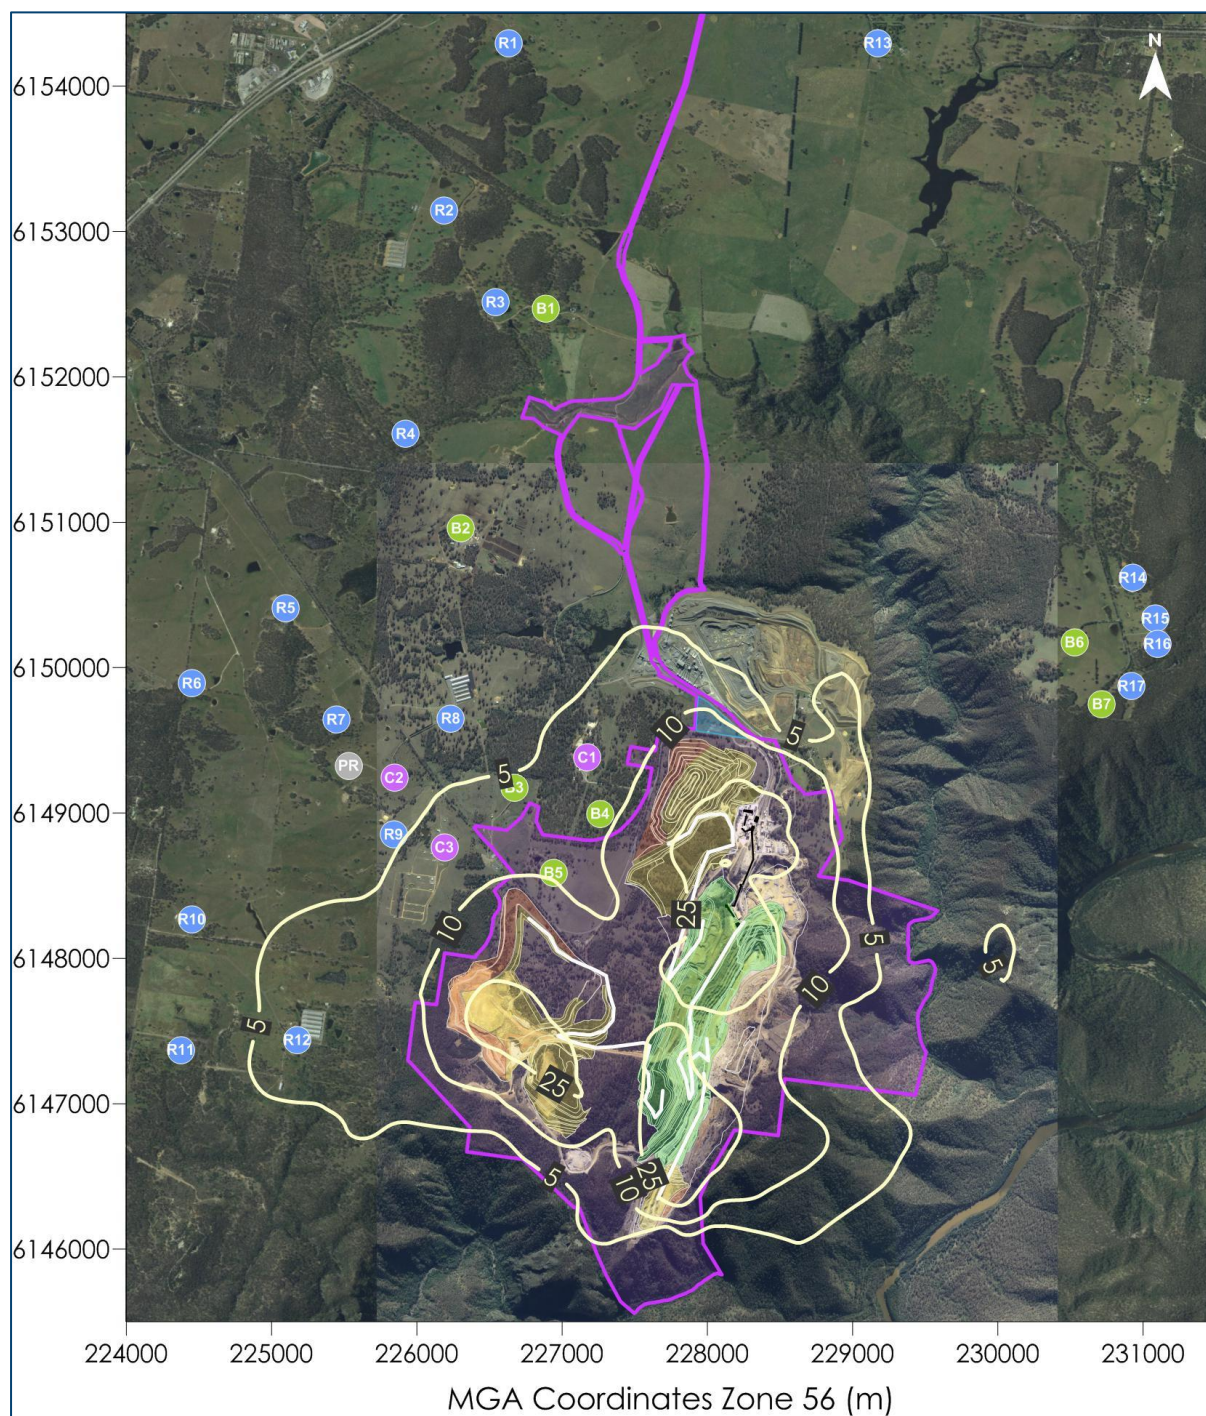 N
R1
R13
6154000
R2
6153000
R3
B1
6152000
R4
6151000
B2
R14
R5
R15
B6
R16
6150000
R6
R17
R8
B7
R7
10
5
C1
PR
C2
5
B3
6149000
B4
R9
C3
B5
R10
25
10
5
6148000
5
10
5
R12
R11
25
6147000
5
10
25
6146000
224000
225000
226000
227000
228000
229000
230000
231000
MGA Coordinates Zone 56 (m)